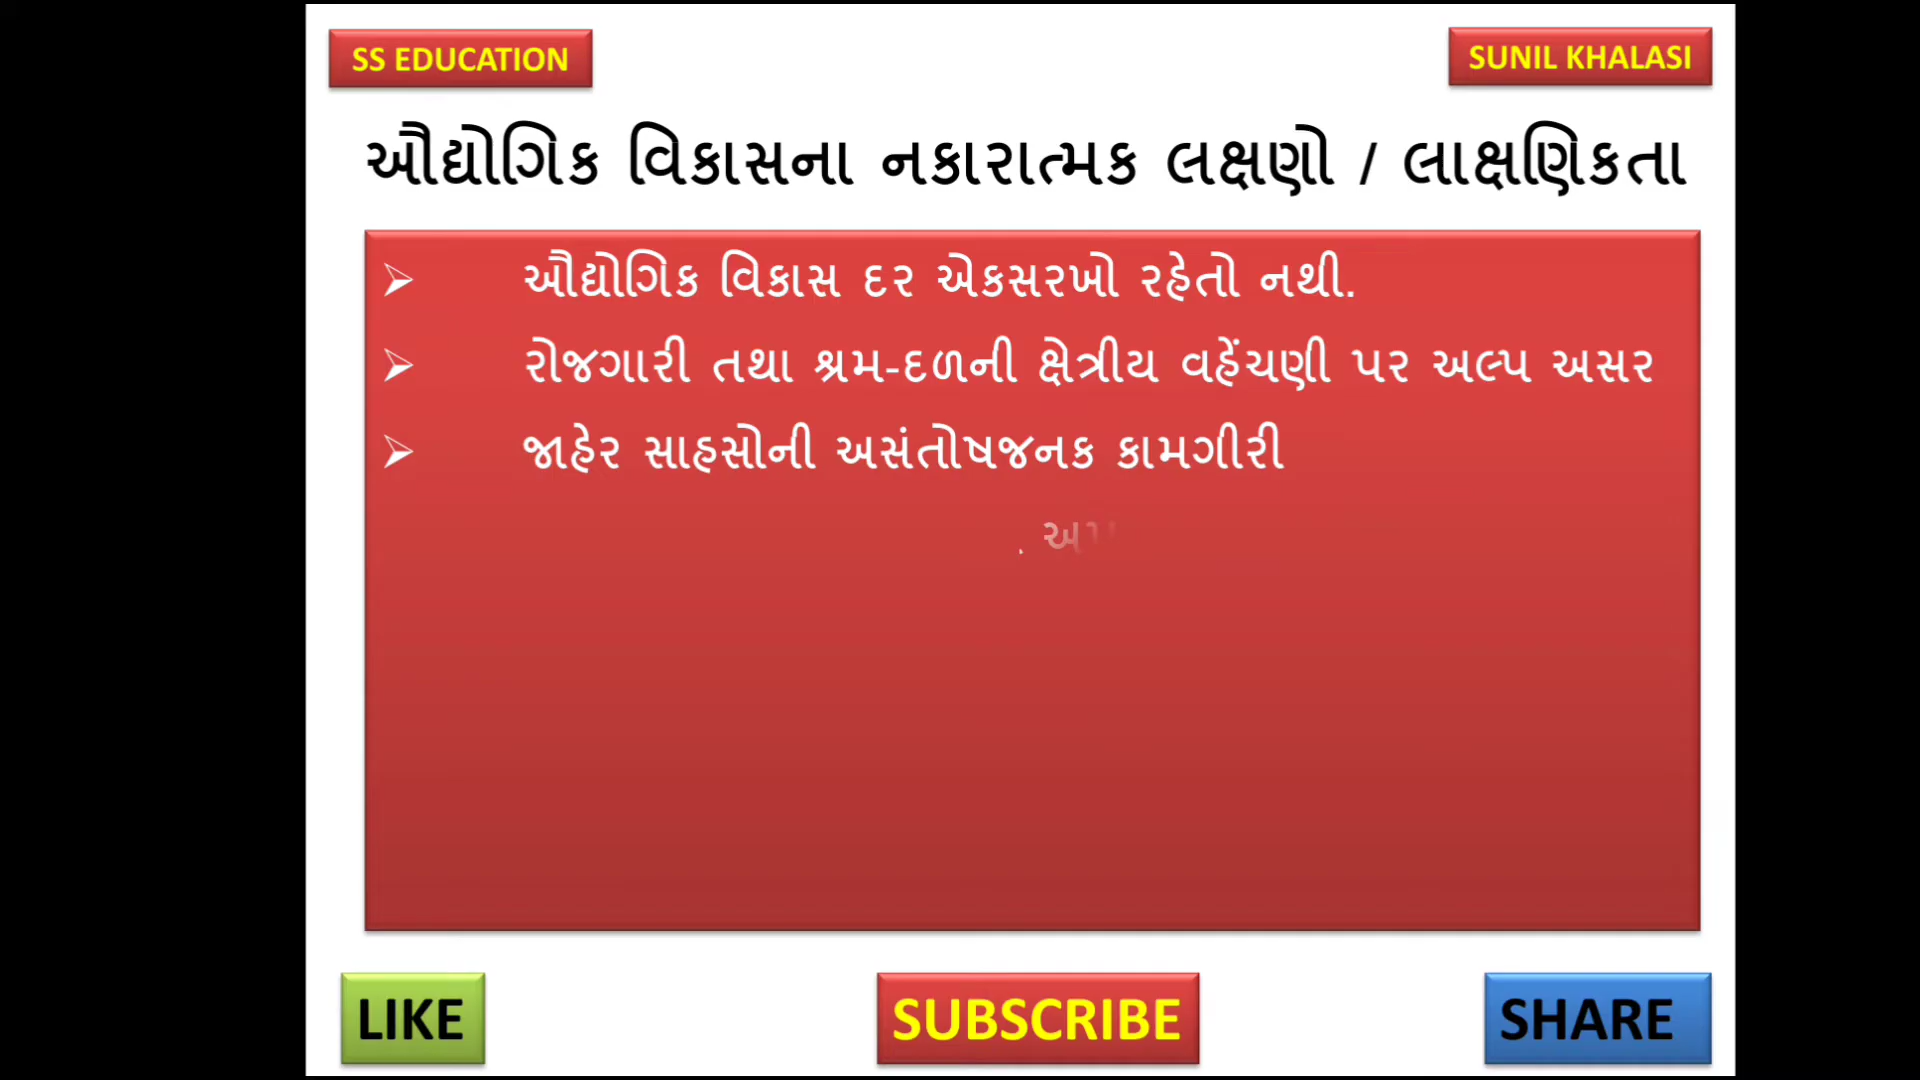 SS EDUCATION
SUNIL KHALASI
ઔદ્યોગિક વિકાસના નકારાત્મક લક્ષણો / લાક્ષણિકતા
ઔદ્યોગિક વિકાસ દર એકસરખો રહેતો નથી.
રોજગારી તથા શ્રમ-દળની ક્ષેત્રીય વહેંચણી પર અલ્પ અસર
જાહેર સાહસોની અસંતોષજનક કામગીરી
LIKE
SUBSCRIBE
SHARE